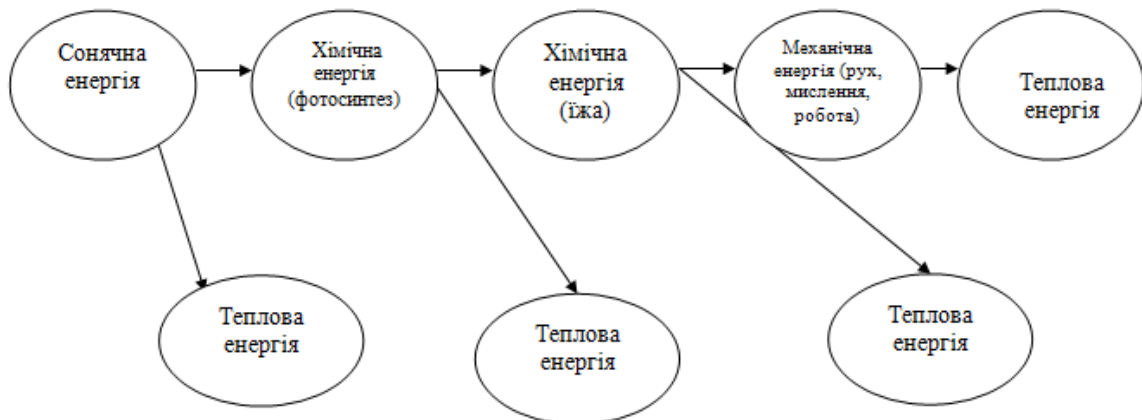 Сонячна
енергія
Хімічна
енергія
(фотосинтез)
Хімічна
енергія
(їжа)
Механічна
енергія (рух,
мислення,
робота)
Теплова
енергія
Теплова
енергія
Теплова
енергія
Теплова
енергія